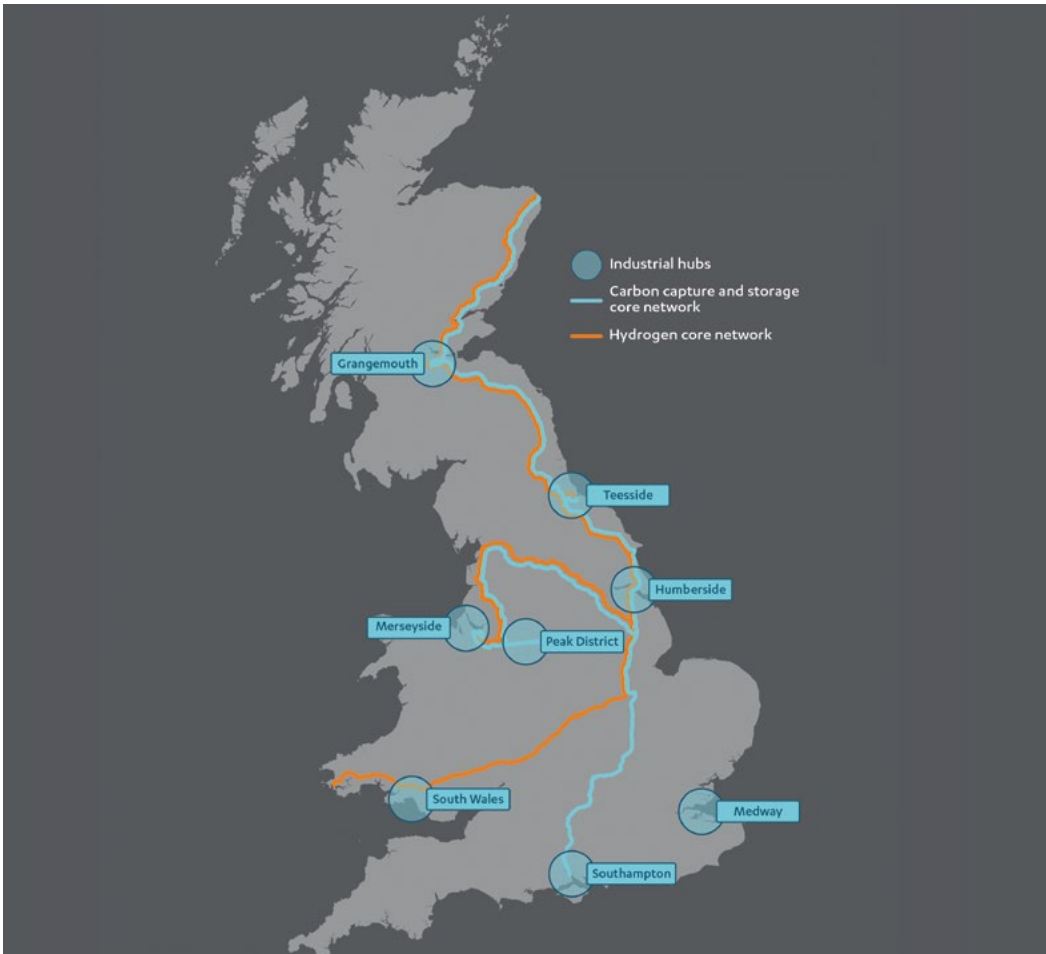 Industrial hubs
Carbon capture and storage
core network
Hydrogen core network
Grangemouth
Teesside
Humberside
Merseyside
Peak District
South Wales
Medway
Southampton